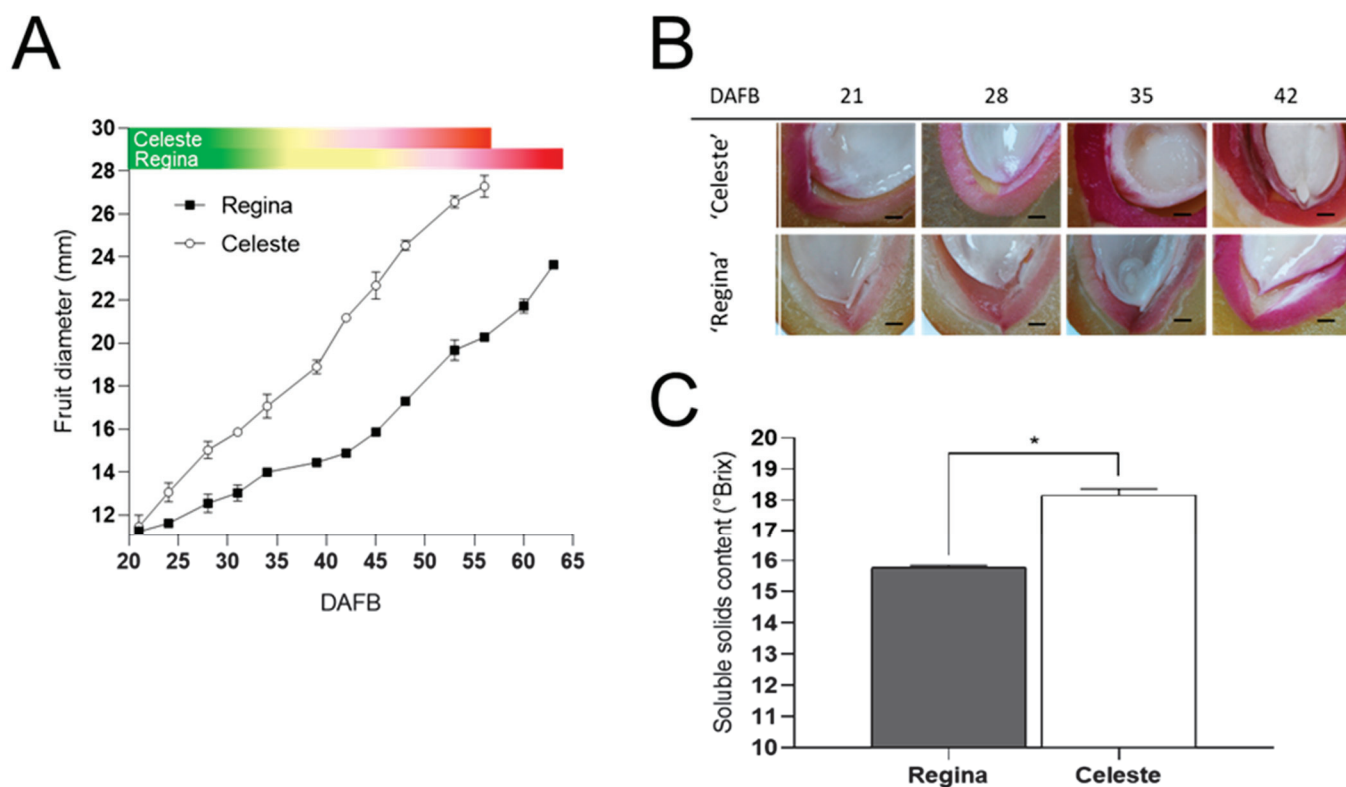 A
30
28
26
24
22
20
18
16
14
12
Fruit diameter (mm)
Celeste
Regina
Regina
Celeste
20 25 30 35 40 45 50 55 60 65
DAFB
B
DAFB 21 28 35 42
'Celeste'
'Regina'
C
20
19
18
17
16
15
14
13
12
11
10
Soluble solids content (°Brix)
*
Regina Celeste